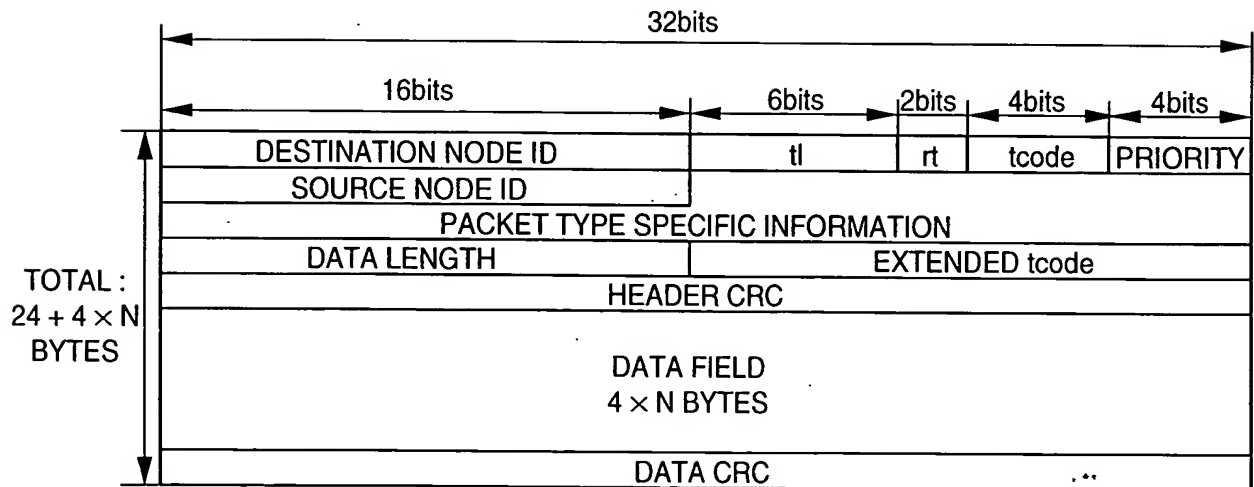 32bits
16bits 6bits 2bits 4bits 4bits
DESTINATION NODE ID tl rt tcode PRIORITY
SOURCE NODE ID
PACKET TYPE SPECIFIC INFORMATION
DATA LENGTH EXTENDED tcode
HEADER CRC
TOTAL :
24 + 4 × N
BYTES
DATA FIELD
4 × N BYTES
DATA CRC